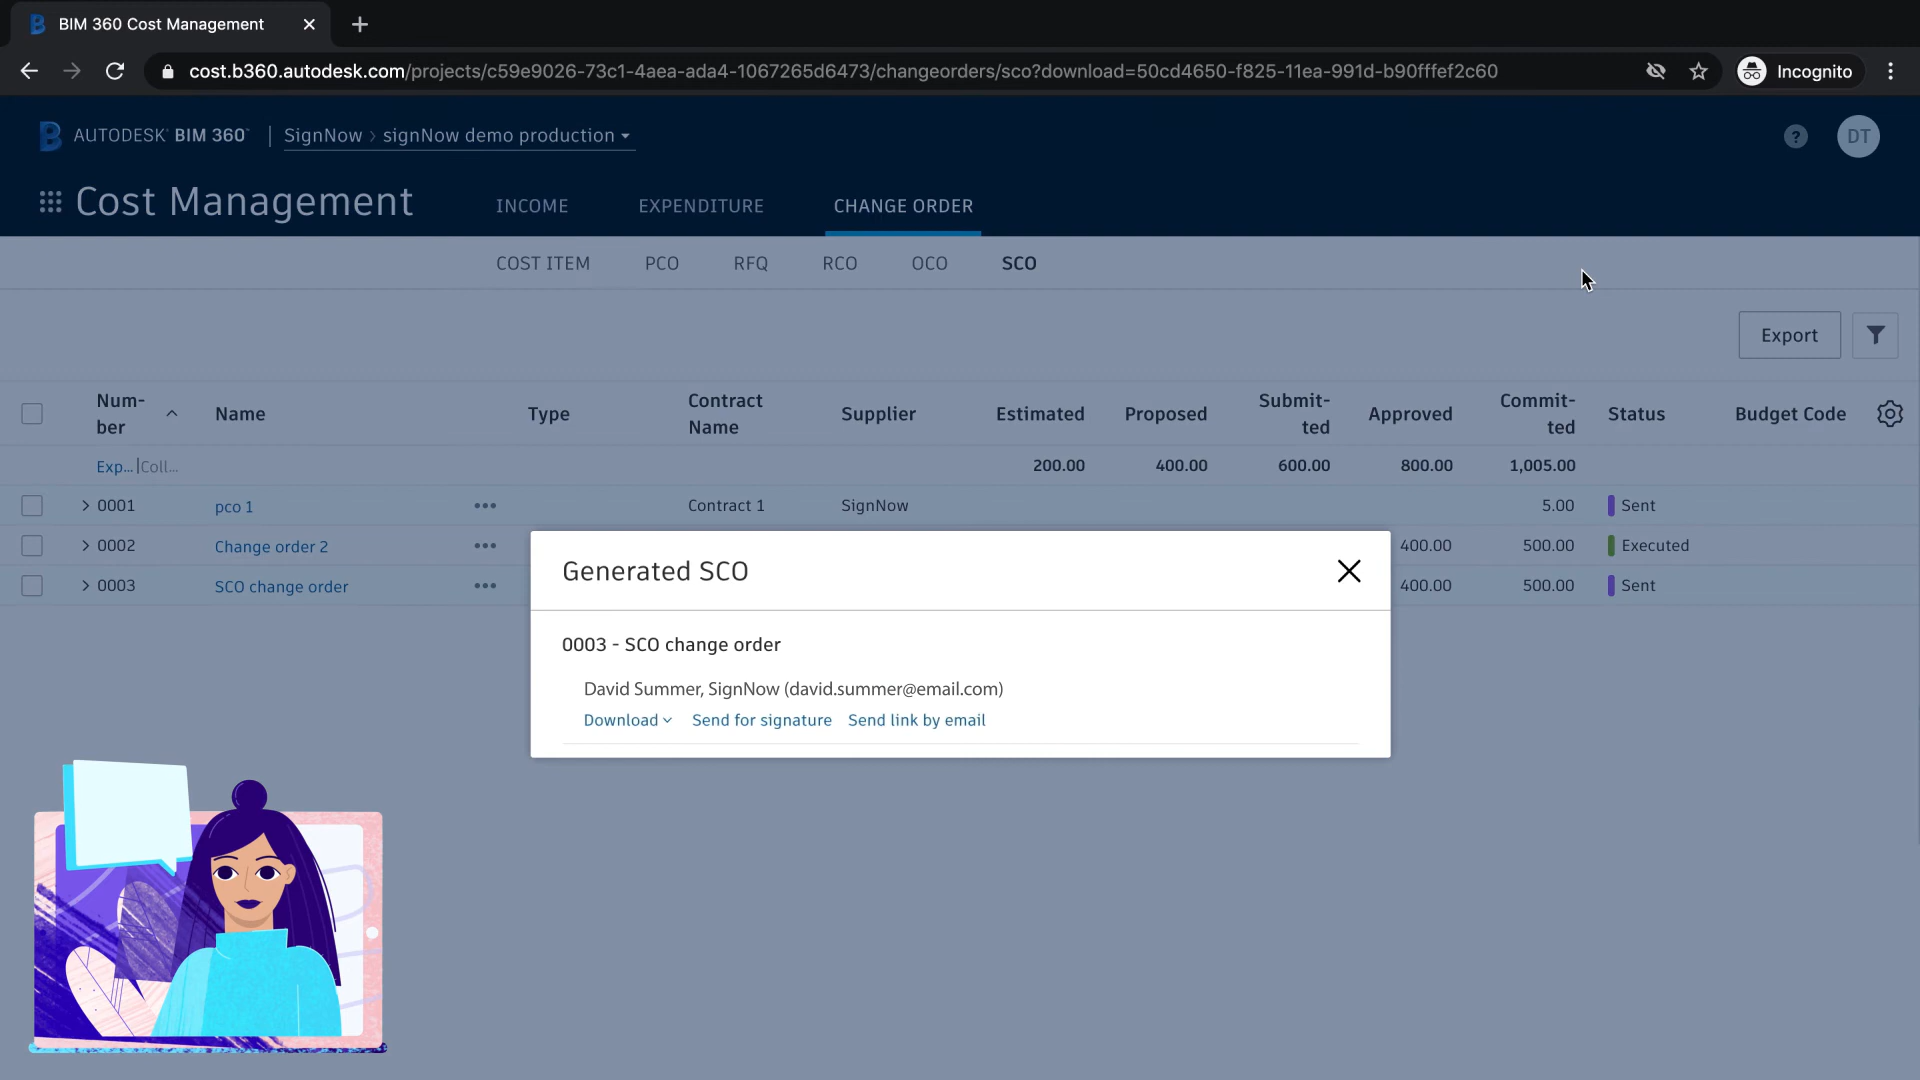 BIM 360 Cost Management
cost.b360.autodesk.com/projects/c59e9026-73c1-4aea-ada4-1067265d6473/changeorders/sco?download=50cd4650-f825-11ea-991d-b90fffef2c60
Incognito
AUTODESK BIM 360 | SignNow > signNow demo production
? DT
Cost Management INCOME EXPENDITURE CHANGE ORDER
COST ITEM PCO RFQ RCO OCO SCO
Export
Num-ber Name Type Contract Name Supplier Estimated Proposed Submit-ted Approved Commit-ted Status Budget Code
Exp... | Coll... 200.00 400.00 600.00 800.00 1,005.00
0001 pco 1 ••• Contract 1 SignNow 5.00 Sent
0002 Change order 2 ••• 400.00 500.00 Executed
0003 SCO change order ••• 400.00 500.00 Sent
Generated SCO
0003 - SCO change order
David Summer, SignNow (david.summer@email.com)
Download Send for signature Send link by email